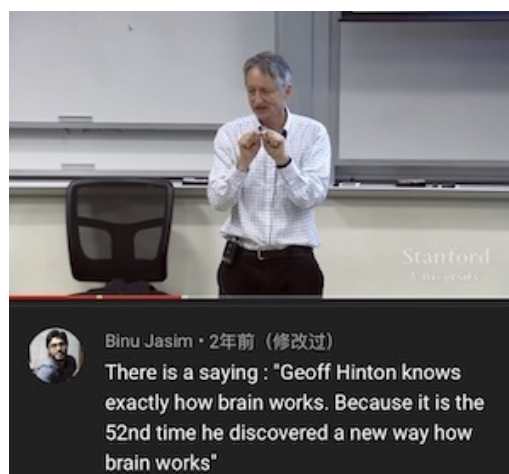 Stanford
University
Binu Jasim • 2年前（修改过）
There is a saying : "Geoff Hinton knows
exactly how brain works. Because it is the
52nd time he discovered a new way how
brain works"